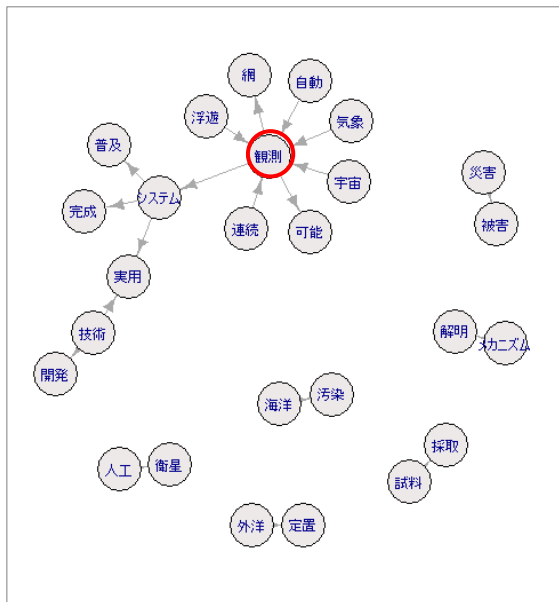 網
自動
浮遊
気象
普及
観測
災害
宇宙
システム
完成
被害
連続
可能
実用
技術
解明
メカニズム
開発
海洋
汚染
採取
人工
衛星
試料
外洋
定置